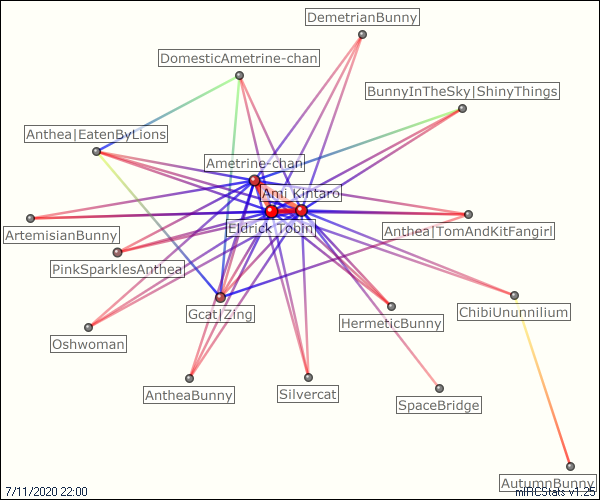 DemetrianBunny
DomesticAmetrine-chan
BunnyInTheSky|ShinyThings
Anthea|EatenByLions
Ametrine-chan
Ami Kintaro
Eldrick Tobin
ArtemisianBunny
Anthea|TomAndKitFangirl
PinkSparklesAnthea
Gcat|Zing
HermeticBunny
ChibiUnunnilium
Oshwoman
AntheaBunny
Silvercat
SpaceBridge
AutumnBunny
7/11/2020 22:00
mIRCStats v1.25